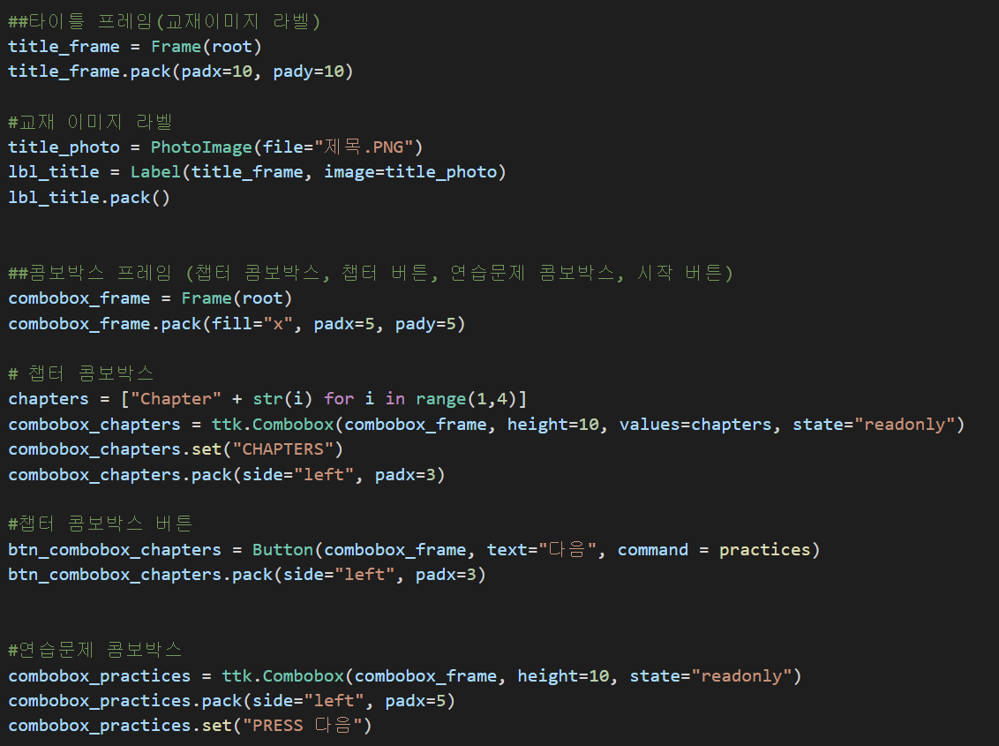 ##타이틀 프레임(교재이미지 라벨)
title_frame = Frame(root)
title_frame.pack(padx=10, pady=10)
#교재 이미지 라벨
title_photo = PhotoImage(file="제목.PNG")
lbl_title = Label(title_frame, image=title_photo)
lbl_title.pack()
##콤보박스 프레임 (챕터 콤보박스, 챕터 버튼, 연습문제 콤보박스, 시작 버튼)
combobox_frame = Frame(root)
combobox_frame.pack(fill="x", padx=5, pady=5)
# 챕터 콤보박스
chapters = ["Chapter" + str(i) for i in range(1,4)]
combobox_chapters = ttk.Combobox(combobox_frame, height=10, values=chapters, state="readonly")
combobox_chapters.set("CHAPTERS")
combobox_chapters.pack(side="left", padx=3)
#챕터 콤보박스 버튼
btn_combobox_chapters = Button(combobox_frame, text="다음", command = practices)
btn_combobox_chapters.pack(side="left", padx=3)
#연습문제 콤보박스
combobox_practices = ttk.Combobox(combobox_frame, height=10, state="readonly")
combobox_practices.pack(side="left", padx=5)
combobox_practices.set("PRESS 다음")